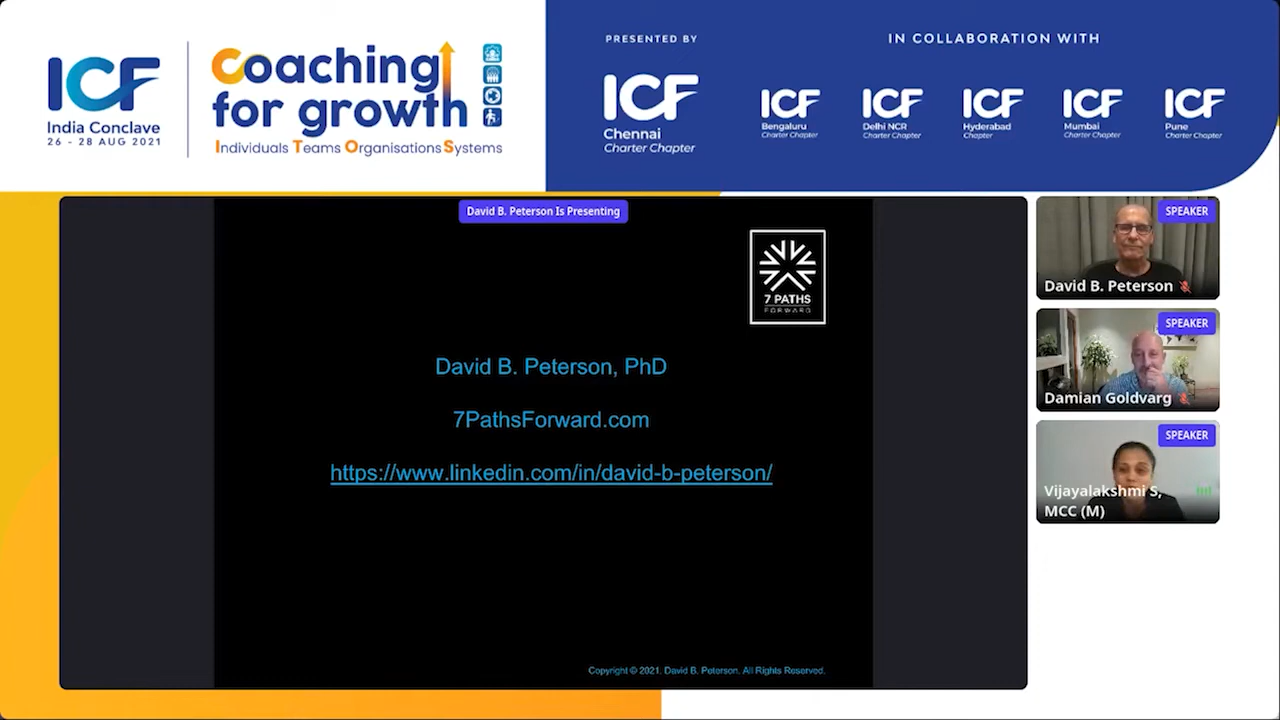 ICF
India Conclave
26 - 28 AUG 2021
Coaching
for growth
Individuals Teams Organisations Systems
PRESENTED BY
ICF
Chennai
Charter Chapter
IN COLLABORATION WITH
ICF
Bengaluru
Charter Chapter
ICF
Delhi NCR
Charter Chapter
ICF
Hyderabad
Chapter
ICF
Mumbai
Charter Chapter
ICF
Pune
Charter Chapter
David B. Peterson Is Presenting
7 PATHS
FORWARD
David B. Peterson, PhD
7PathsForward.com
https://www.linkedin.com/in/david-b-peterson/
Copyright © 2021. David B. Peterson. All Rights Reserved.
SPEAKER
David B. Peterson
SPEAKER
Damian Goldvarg
SPEAKER
Vijayalakshmi S,
MCC (M)